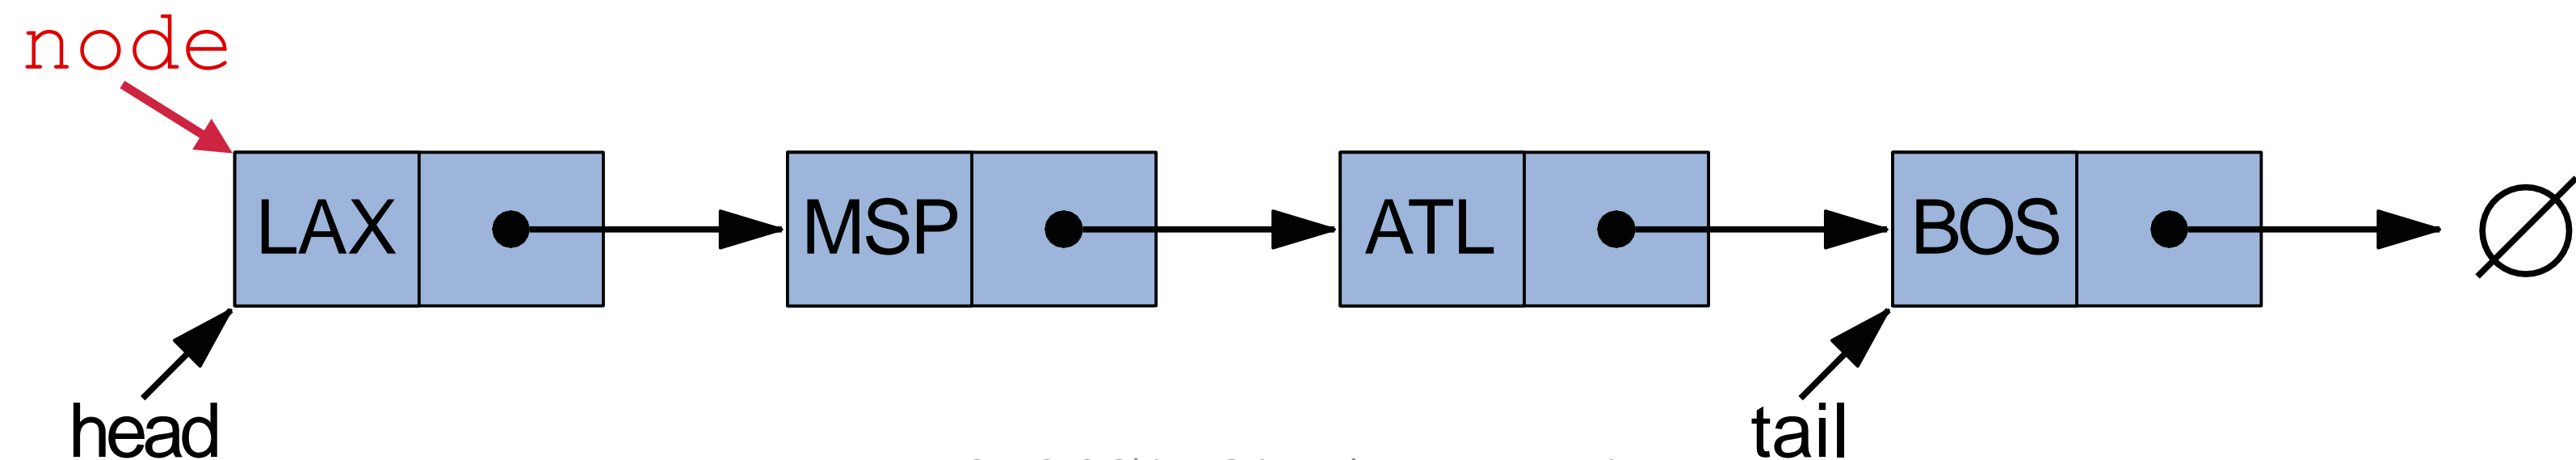 node
LAX MSP ATL BOS ∅
head tail